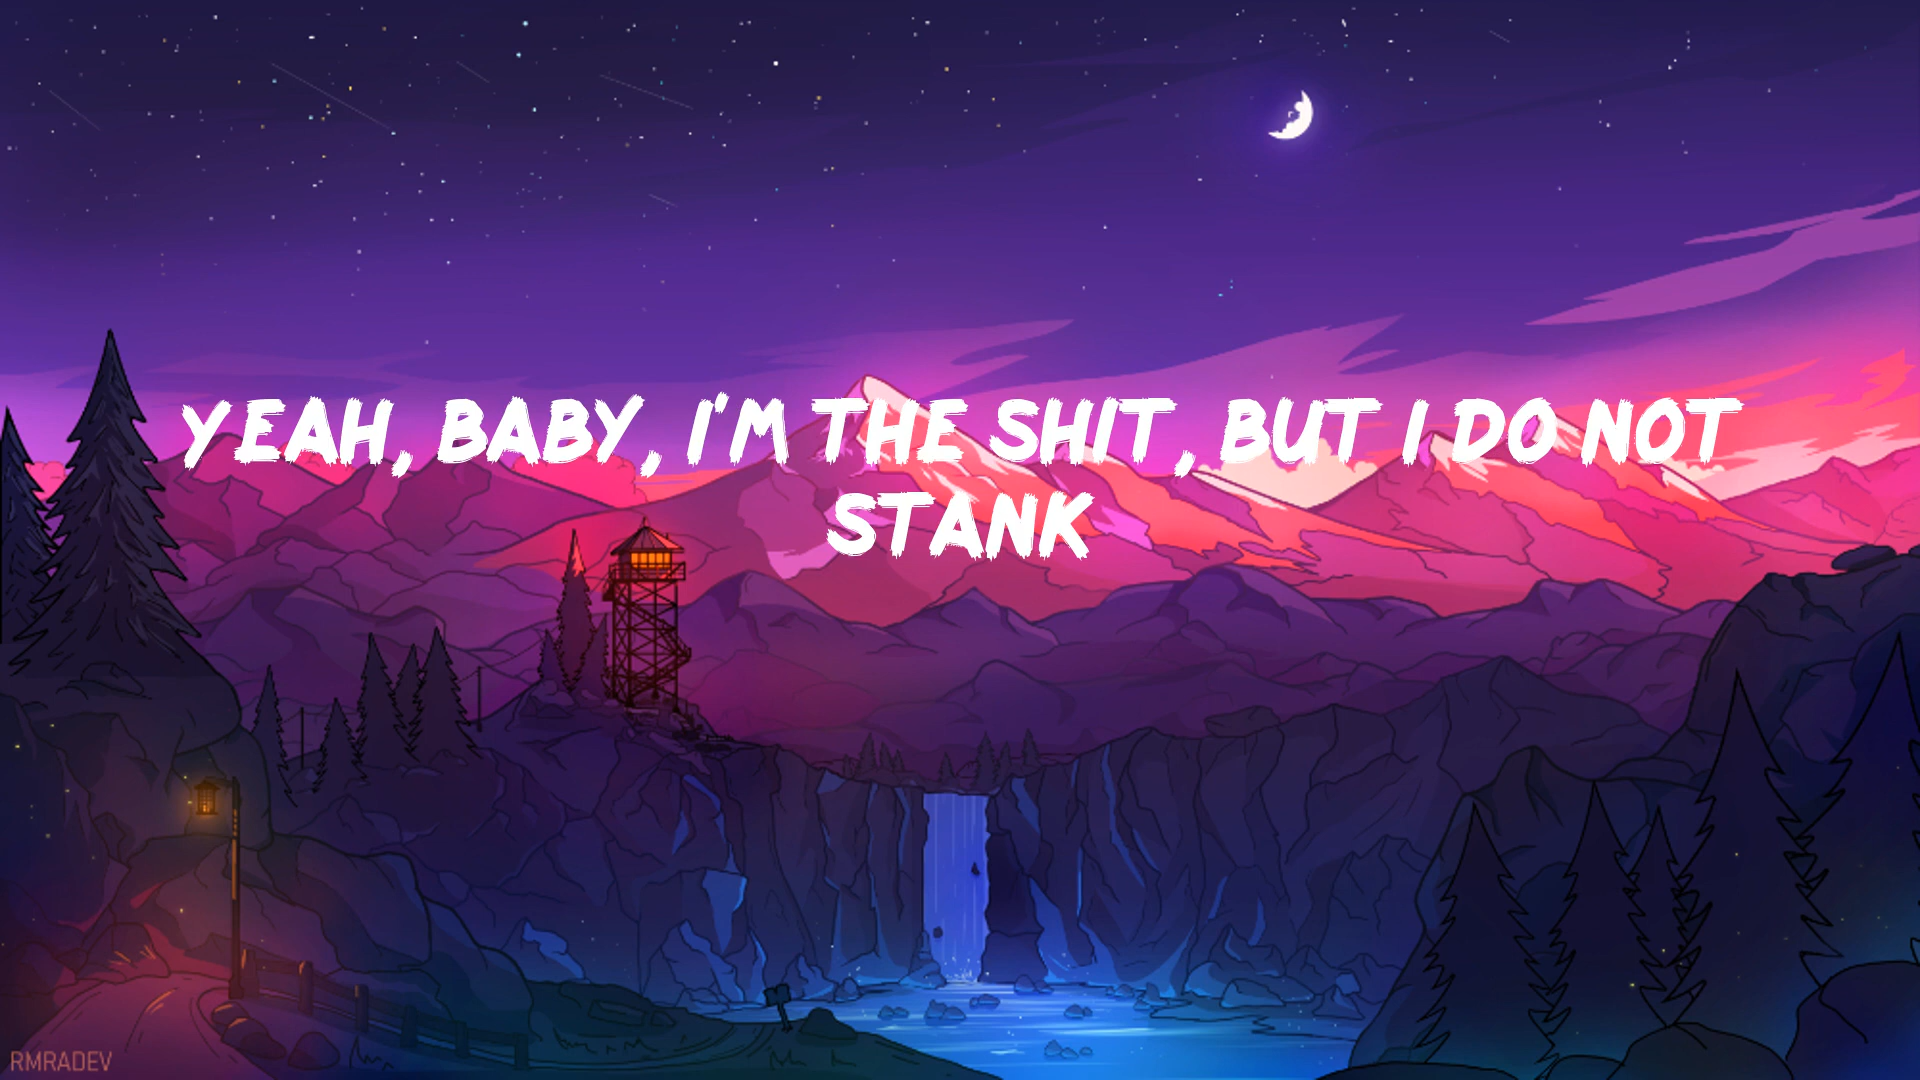 YEAH, BABY, I'M THE SHIT, BUT I DO NOT
STANK
RMRADEV